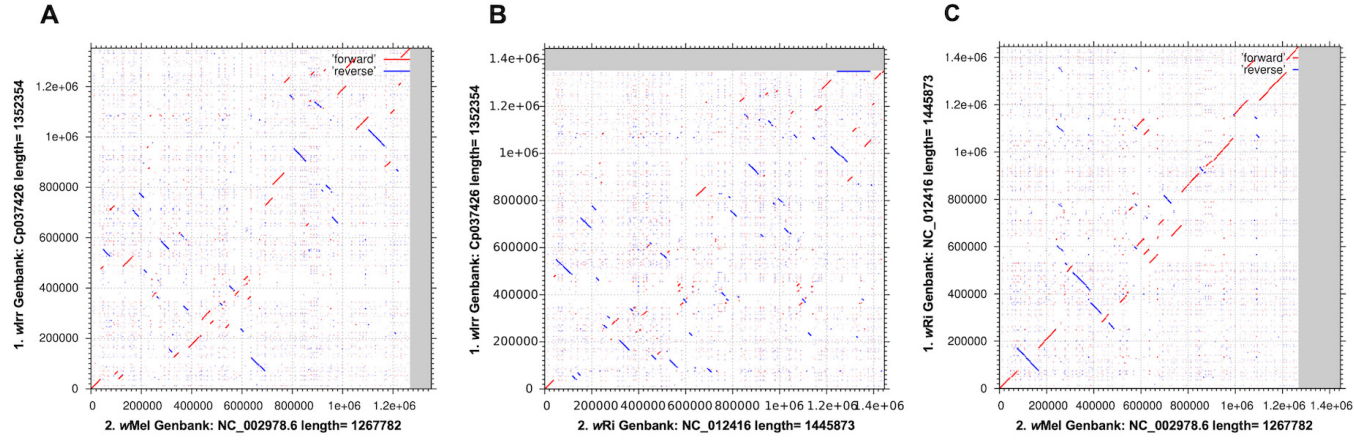 A
1. wIrr Genbank: Cp037426 length= 1352354
'forward'
'reverse'
1.2e+06
1e+06
800000
600000
400000
200000
0
0 200000 400000 600000 800000 1e+06 1.2e+06
2. wMel Genbank: NC_002978.6 length= 1267782
B
1. wIrr Genbank: Cp037426 length= 1352354
'forward'
'reverse'
1.4e+06
1.2e+06
1e+06
800000
600000
400000
200000
0
0 200000 400000 600000 800000 1e+06 1.2e+06 1.4e+06
2. wRi Genbank: NC_012416 length= 1445873
C
1. wRi Genbank: NC_012416 length= 1445873
'forward'
'reverse'
1.4e+06
1.2e+06
1e+06
800000
600000
400000
200000
0
0 200000 400000 600000 800000 1e+06 1.2e+06 1.4e+06
2. wMel Genbank: NC_002978.6 length= 1267782